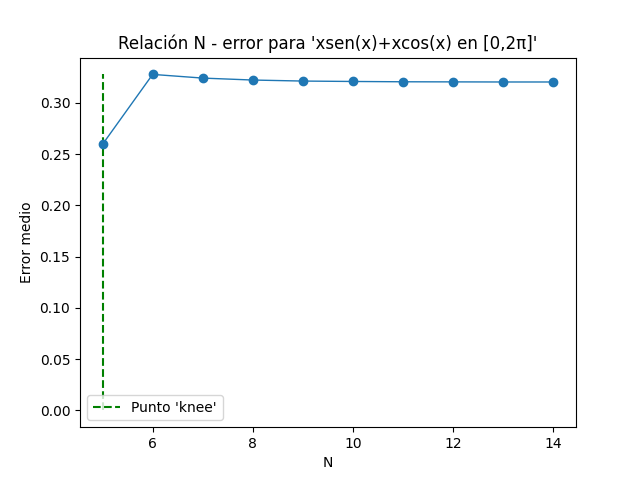 Relación N - error para 'xsen(x)+xcos(x) en [0,2π]'
Error medio
0.30
0.25
0.20
0.15
0.10
0.05
0.00
Punto 'knee'
6 8 10 12 14
N